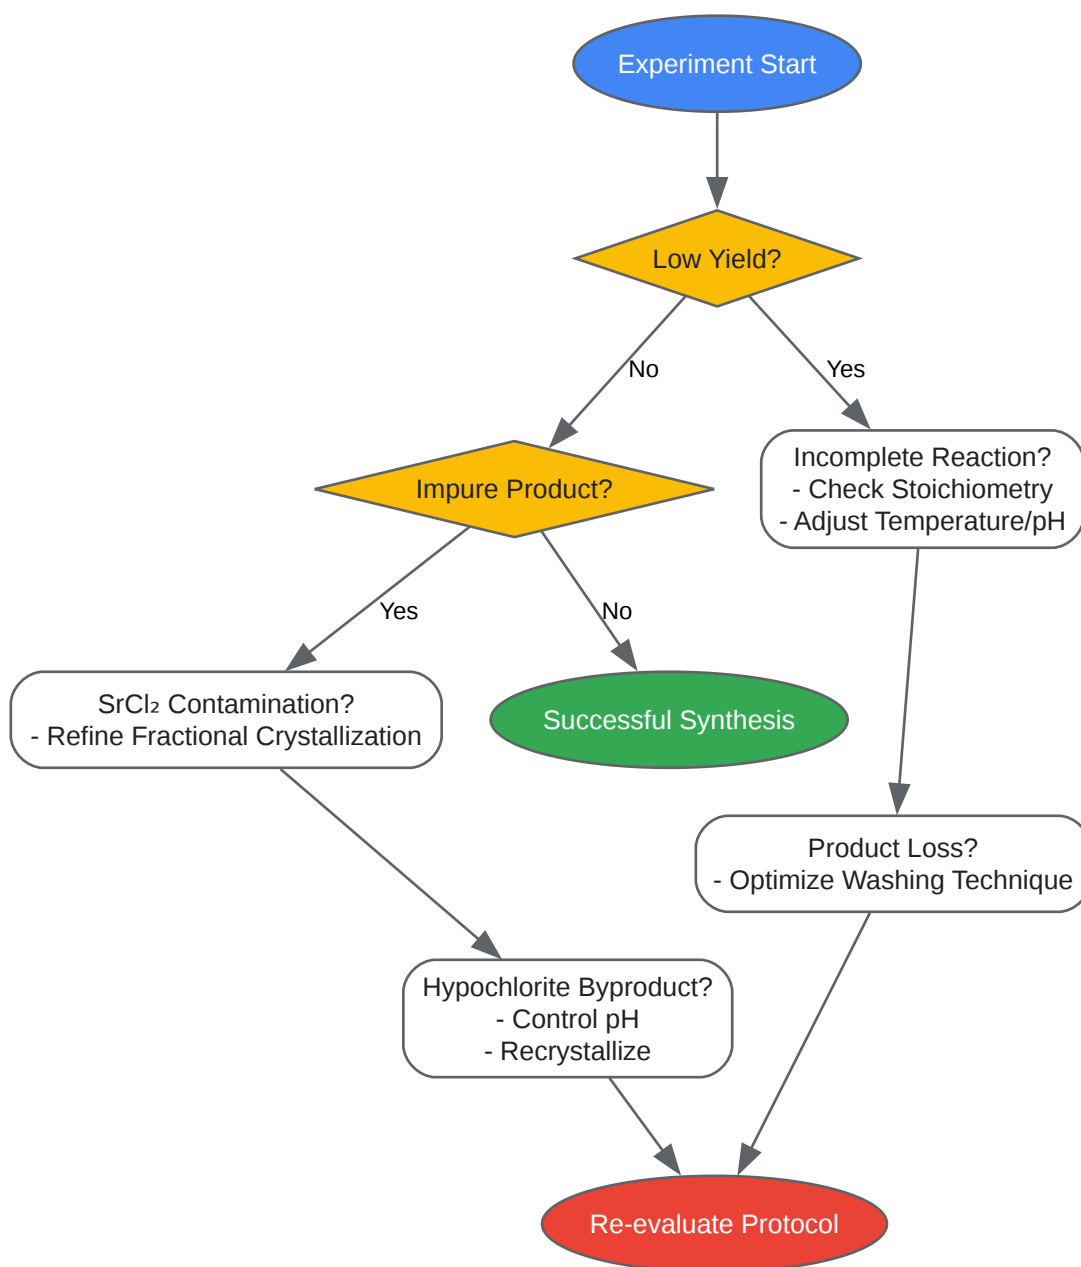 Experiment Start
Low Yield?
No
Yes
Incomplete Reaction?
- Check Stoichiometry
- Adjust Temperature/pH
Impure Product?
Yes
No
SrCl₂ Contamination?
- Refine Fractional Crystallization
Successful Synthesis
Product Loss?
- Optimize Washing Technique
Hypochlorite Byproduct?
- Control pH
- Recrystallize
Re-evaluate Protocol